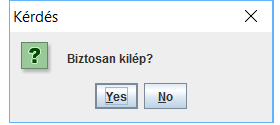 Kérdés
Biztosan kilép?
Yes
No